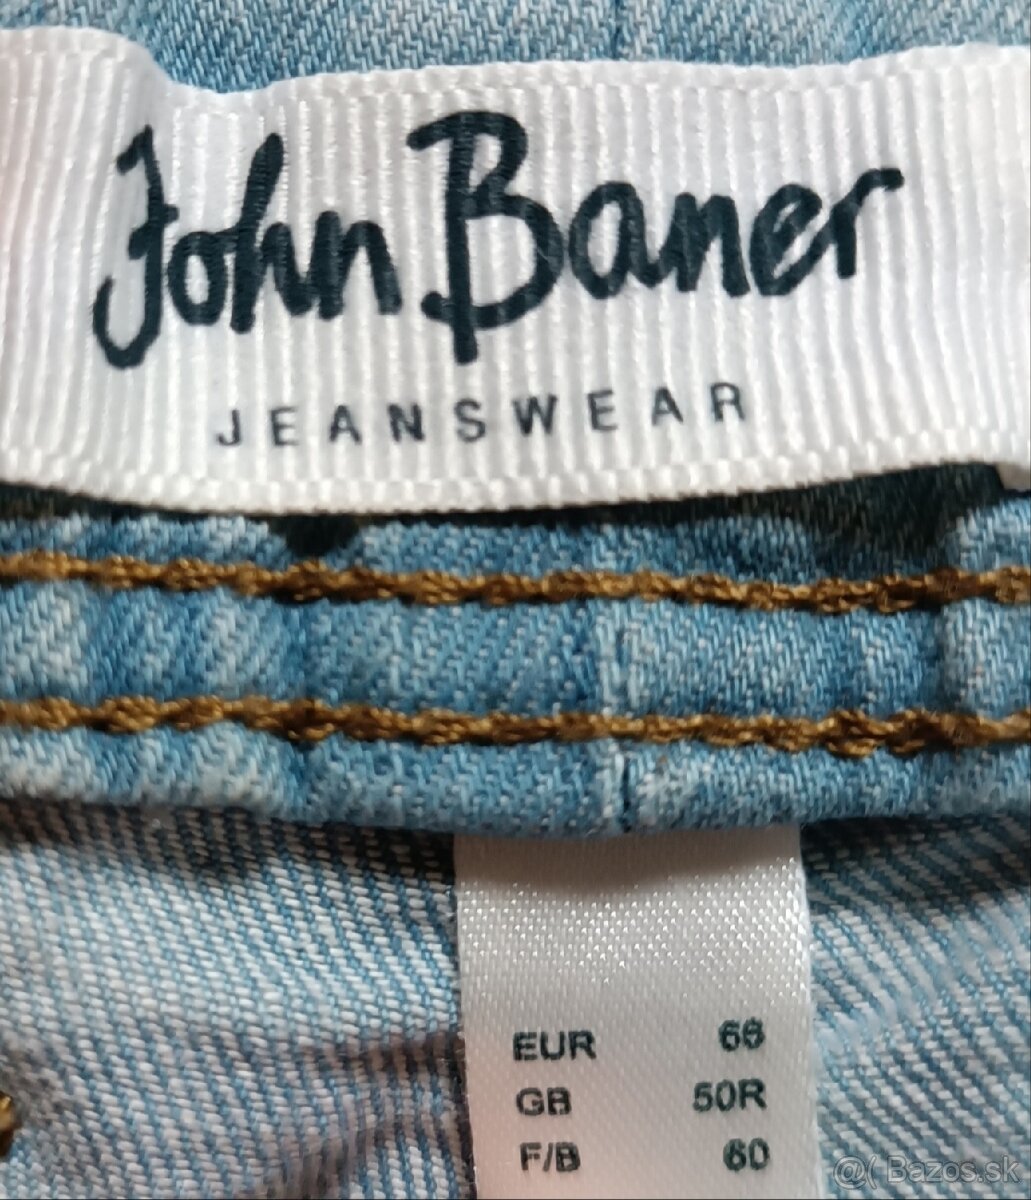 John Baner
JEANSWEAR
EUR 66
GB 50R
F/B 60
@( Bazos.sk